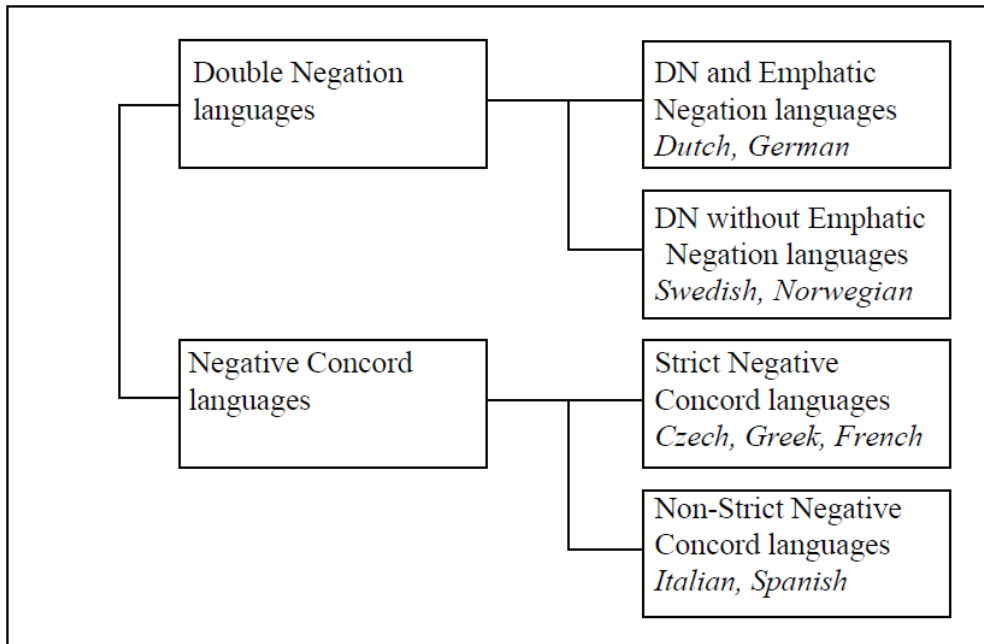 Double Negation
languages
DN and Emphatic
Negation languages
Dutch, German
DN without Emphatic
Negation languages
Swedish, Norwegian
Negative Concord
languages
Strict Negative
Concord languages
Czech, Greek, French
Non-Strict Negative
Concord languages
Italian, Spanish